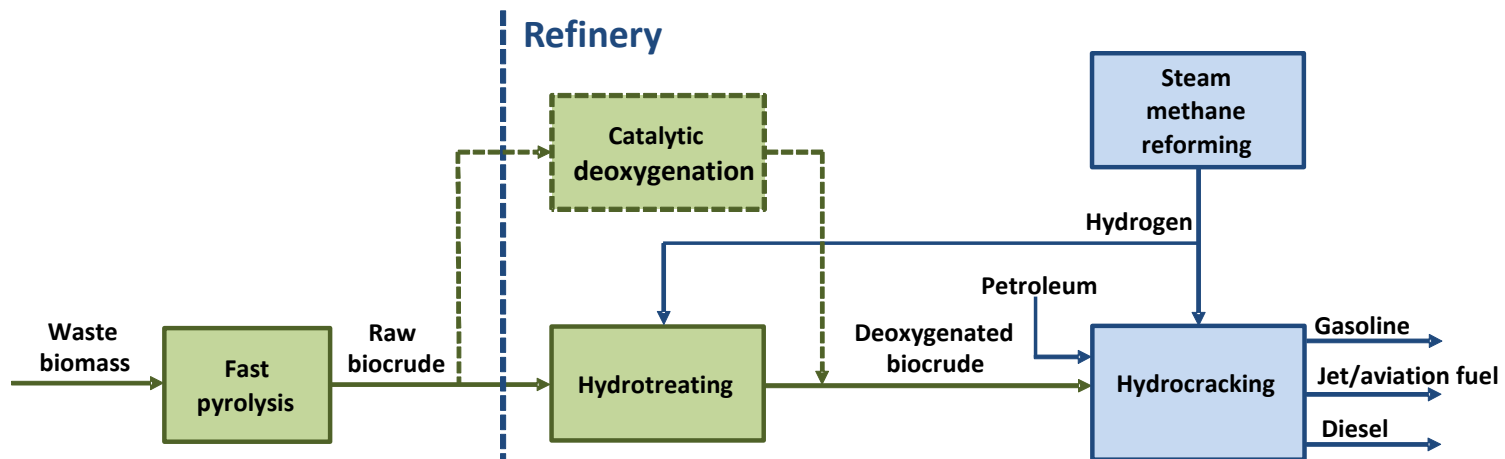 Refinery
Steam
methane
reforming
Catalytic
deoxygenation
Hydrogen
Petroleum
Waste
biomass
Fast
pyrolysis
Raw
biocrude
Hydrotreating
Deoxygenated
biocrude
Hydrocracking
Gasoline
Jet/aviation fuel
Diesel